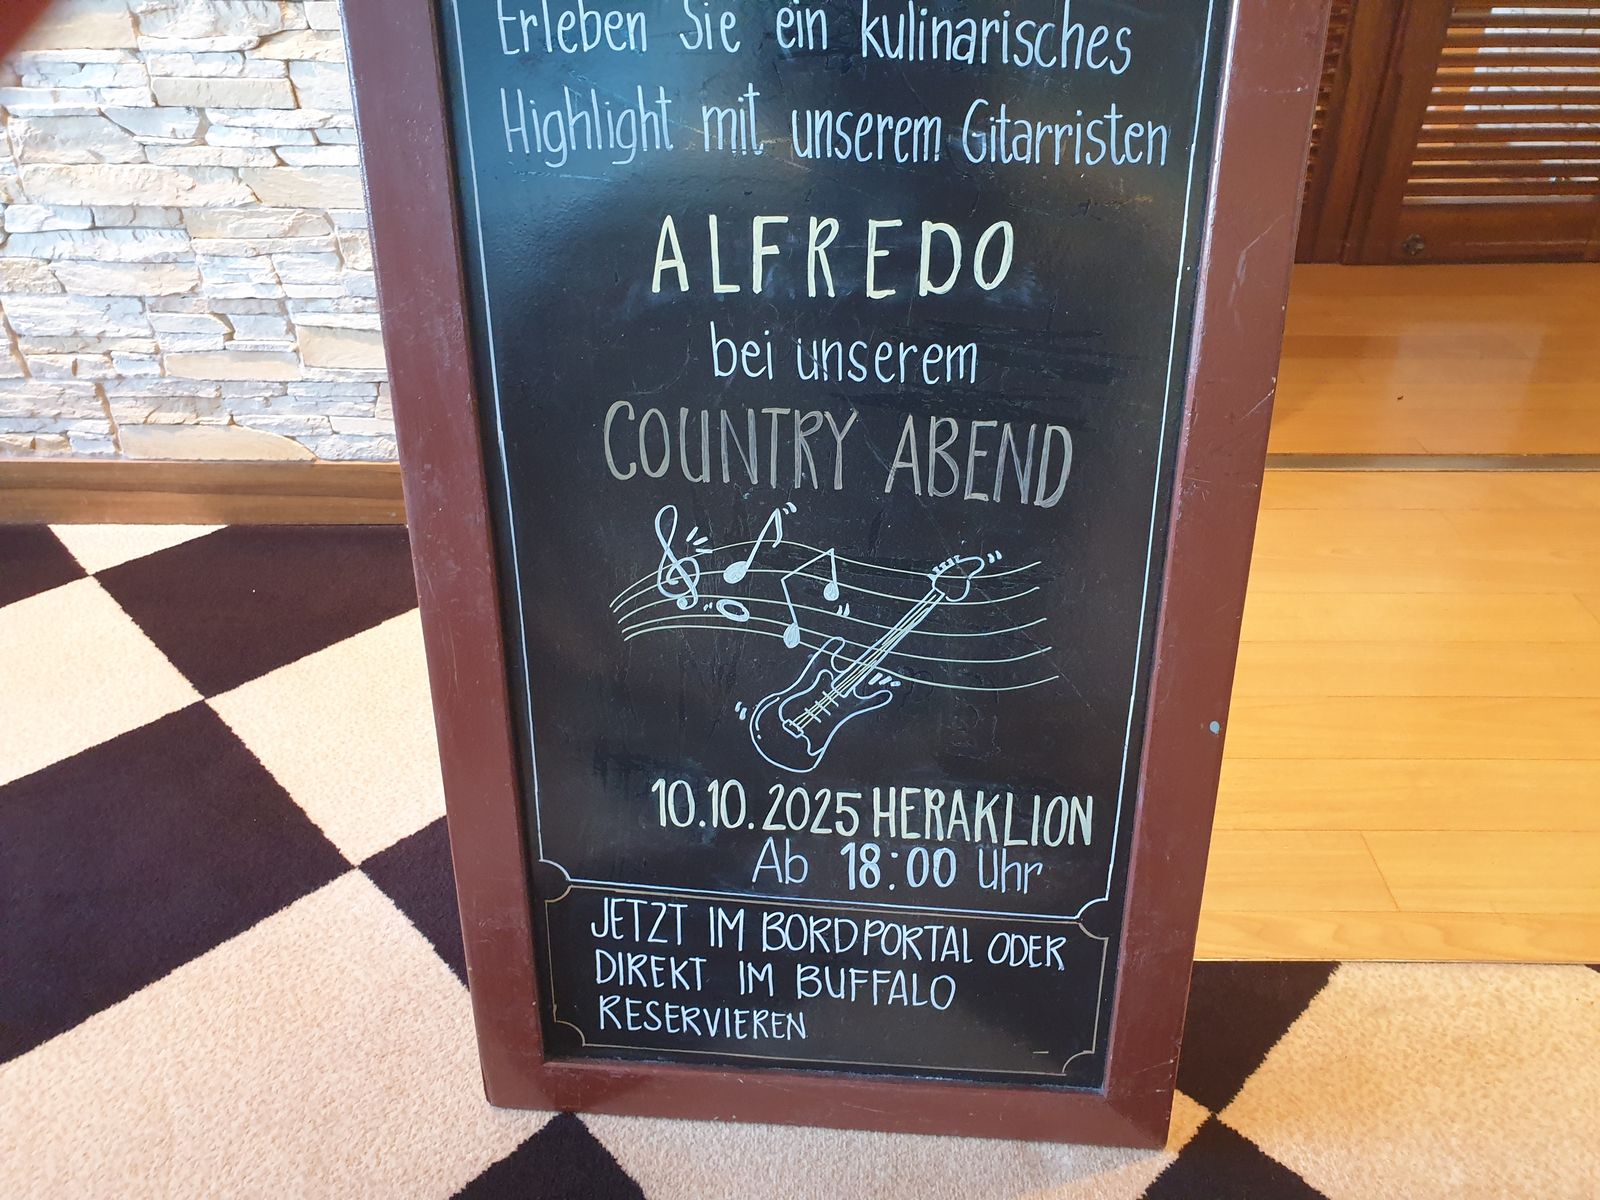 Erleben Sie ein kulinarisches
Highlight mit unserem Gitarristen
ALFREDO
bei unserem
COUNTRY ABEND
10.10.2025 HERAKLION
Ab 18:00 Uhr
JETZT IM BORDPORTAL ODER
DIREKT IM BUFFALO
RESERVIEREN